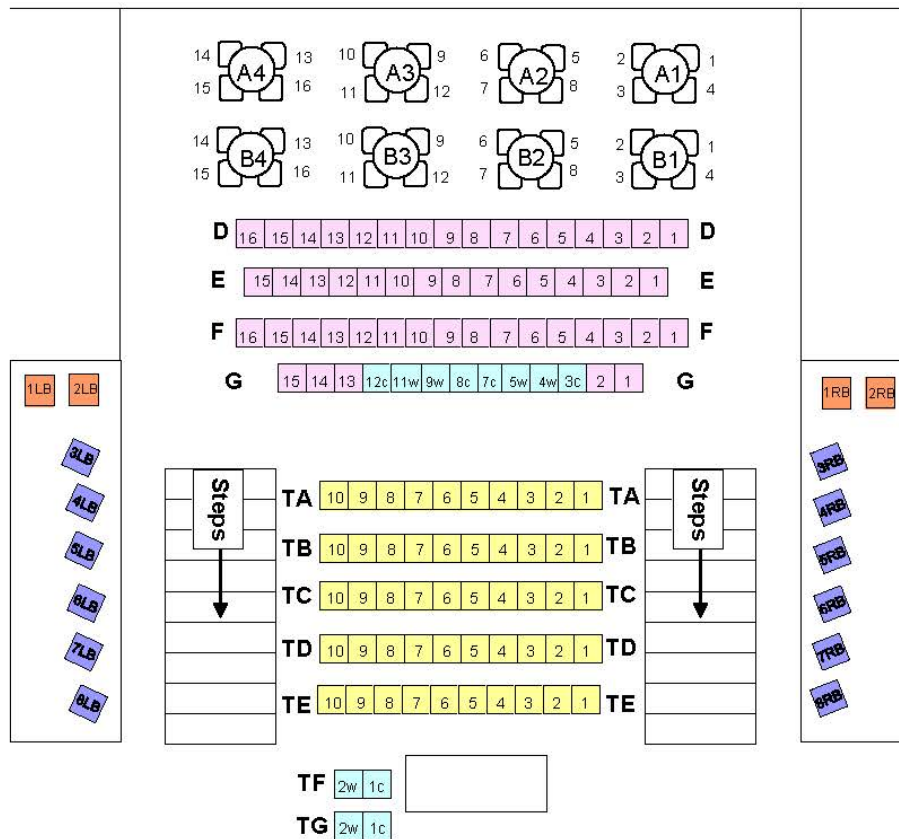 14 13 10 9 6 5 2 1
A4 A3 A2 A1
15 16 11 12 7 8 3 4
14 13 10 9 6 5 2 1
B4 B3 B2 B1
15 16 11 12 7 8 3 4
D 16 15 14 13 12 11 10 9 8 7 6 5 4 3 2 1 D
E 15 14 13 12 11 10 9 8 7 6 5 4 3 2 1 E
F 16 15 14 13 12 11 10 9 8 7 6 5 4 3 2 1 F
G 15 14 13 12c 11w 9w 8c 7c 5w 4w 3c 2 1 G
1LB 2LB 1RB 2RB
3LB 3RB
Steps Steps
TA 10 9 8 7 6 5 4 3 2 1 TA
4LB 4RB
TB 10 9 8 7 6 5 4 3 2 1 TB
5LB 5RB
TC 10 9 8 7 6 5 4 3 2 1 TC
6LB 6RB
TD 10 9 8 7 6 5 4 3 2 1 TD
7LB 7RB
TE 10 9 8 7 6 5 4 3 2 1 TE
8LB 8RB
TF 2w 1c
TG 2w 1c